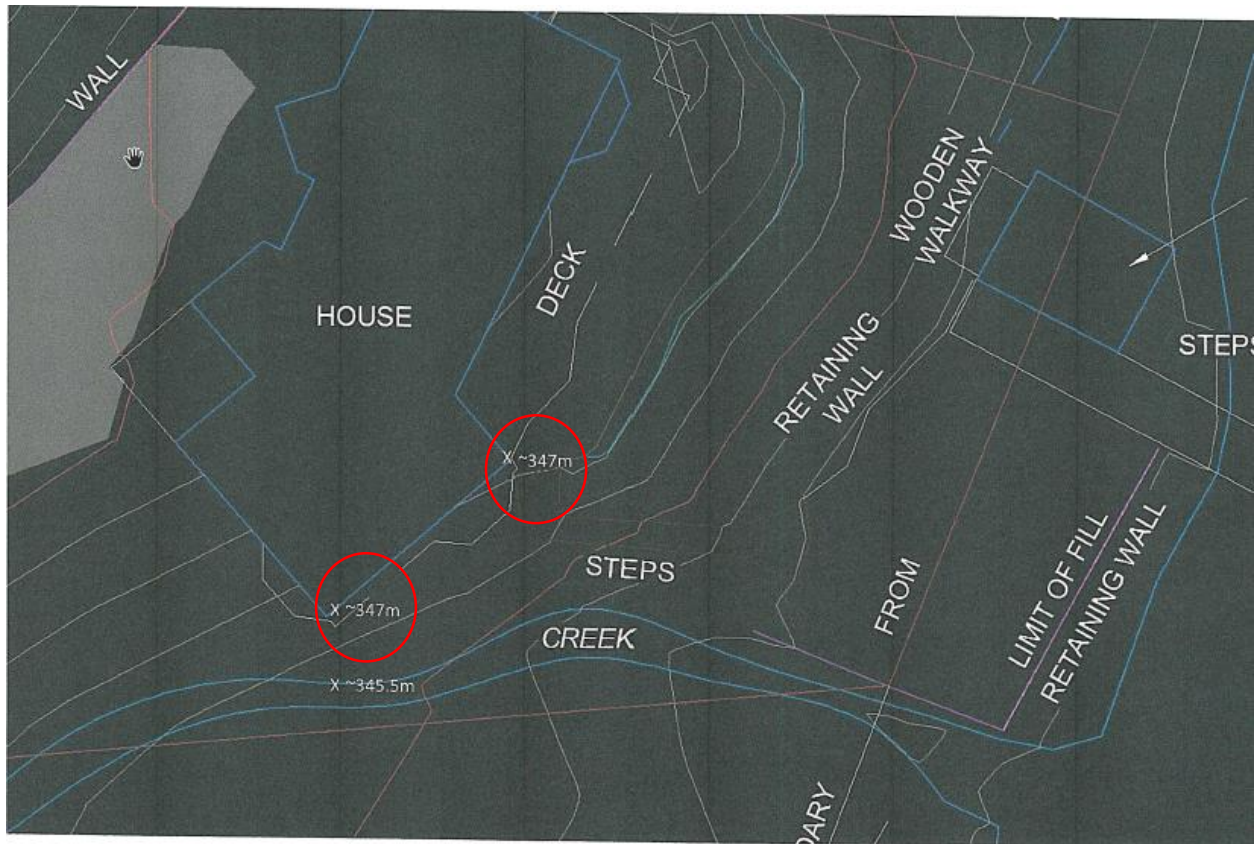 WALL
WOODEN
WALKWAY
HOUSE
DECK
STEPS
RETAINING
WALL
X ~347m
STEPS
X ~347m
CREEK
FROM
LIMIT OF FILL
RETAINING WALL
X ~345.5m
DARY